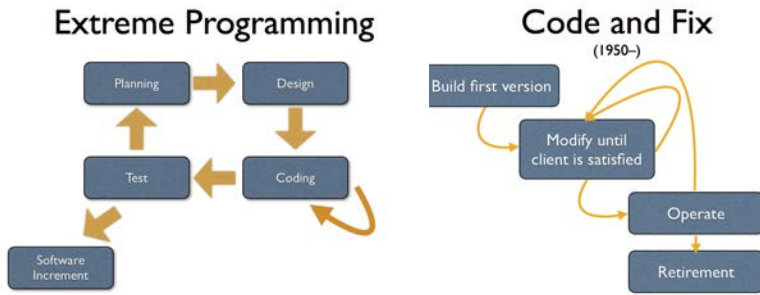 Extreme Programming
Planning
Design
Test
Coding
Software
Increment
Code and Fix
(1950–)
Build first version
Modify until
client is satisfied
Operate
Retirement